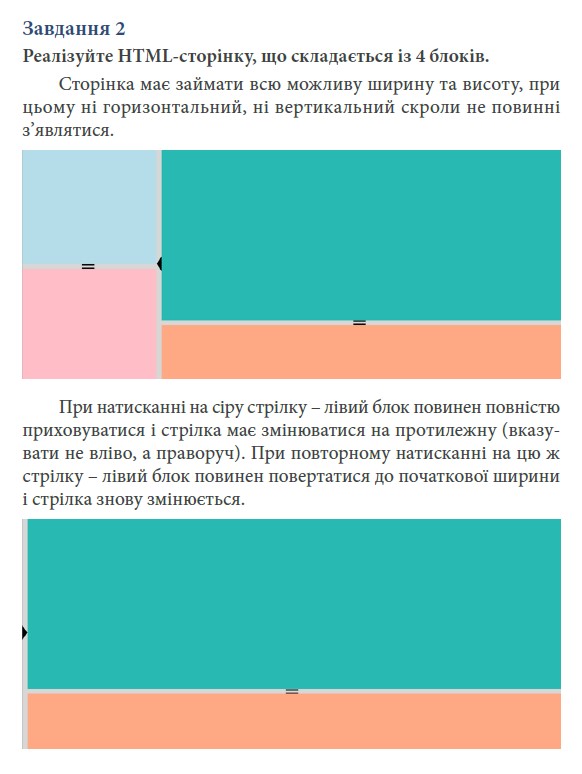 Завдання 2
Реалізуйте HTML-сторінку, що складається із 4 блоків.
Сторінка має займати всю можливу ширину та висоту, при
цьому ні горизонтальний, ні вертикальний скроли не повинні
з’являтися.
При натисканні на сіру стрілку – лівий блок повинен повністю
приховуватися і стрілка має змінюватися на протилежну (вказу-
вати не вліво, а праворуч). При повторному натисканні на цю ж
стрілку – лівий блок повинен повертатися до початкової ширини
і стрілка знову змінюється.